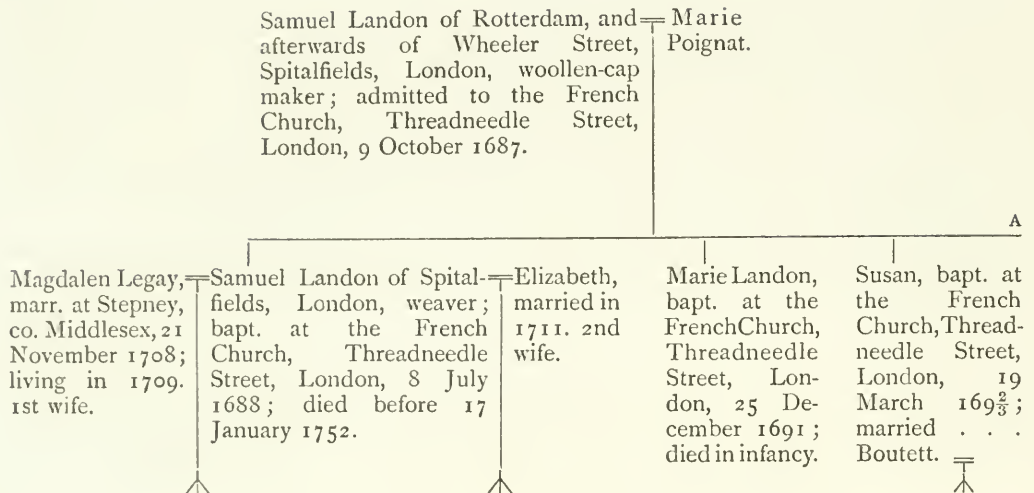 Samuel Landon of Rotterdam, and
afterwards of Wheeler Street,
Spitalfields, London, woollen-cap
maker; admitted to the French
Church, Threadneedle Street,
London, 9 October 1687.
Marie
Poignat.
A
Magdalen Legay,
marr. at Stepney,
co. Middlesex, 21
November 1708;
living in 1709.
1st wife.
Samuel Landon of Spital-
fields, London, weaver;
bapt. at the French
Church, Threadneedle
Street, London, 8 July
1688; died before 17
January 1752.
Elizabeth,
married in
1711. 2nd
wife.
Marie Landon,
bapt. at the
French Church,
Threadneedle
Street, Lon-
don, 25 De-
cember 1691;
died in infancy.
Susan, bapt. at
the French
Church, Thread-
needle Street,
London, 19
March 169⅔;
married . . .
Boutett.